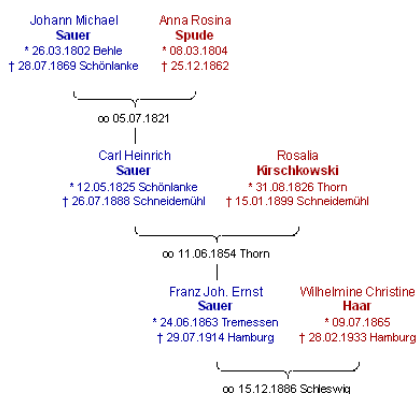 Johann Michael
Sauer
* 26.03.1802 Behle
† 28.07.1869 Schönlanke
Anna Rosina
Spude
* 08.03.1804
† 25.12.1862
oo 05.07.1821
Carl Heinrich
Sauer
* 12.05.1825 Schönlanke
† 26.07.1888 Schneidemühl
Rosalia
Kirschkowski
* 31.08.1826 Thorn
† 15.01.1899 Schneidemühl
oo 11.06.1854 Thorn
Franz Joh. Ernst
Sauer
* 24.06.1863 Tremessen
† 29.07.1914 Hamburg
Wilhelmine Christine
Haar
* 09.07.1865
† 28.02.1933 Hamburg
oo 15.12.1886 Schleswig